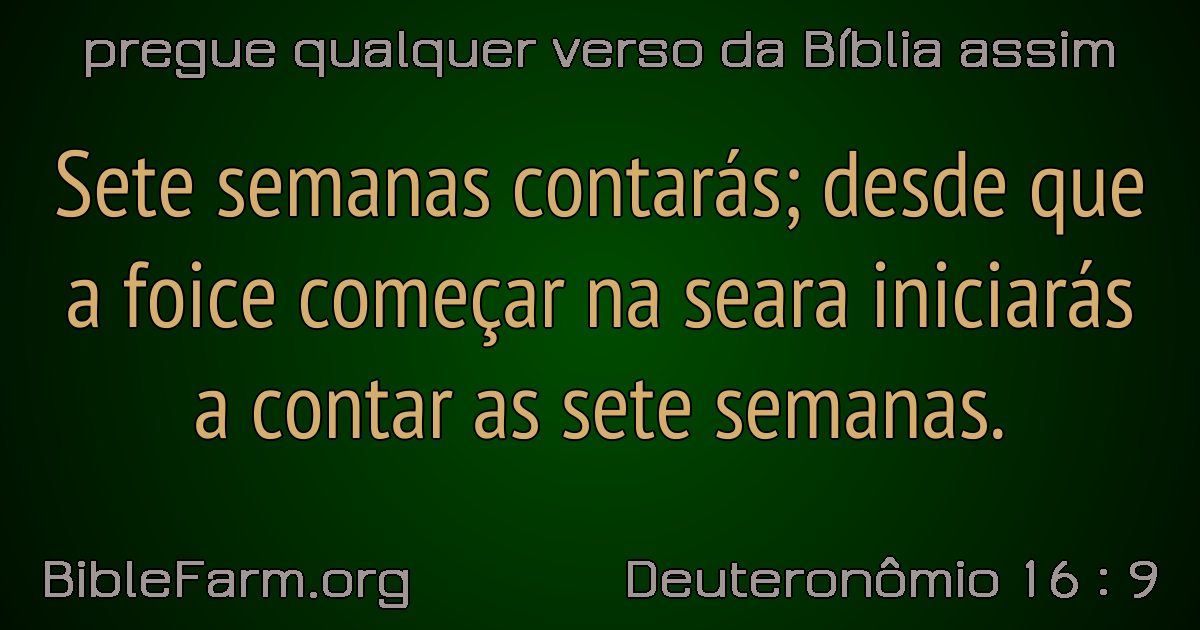 pregue qualquer verso da Bíblia assim
Sete semanas contarás; desde que
a foice começar na seara iniciarás
a contar as sete semanas.
BibleFarm.org
Deuteronômio 16 : 9